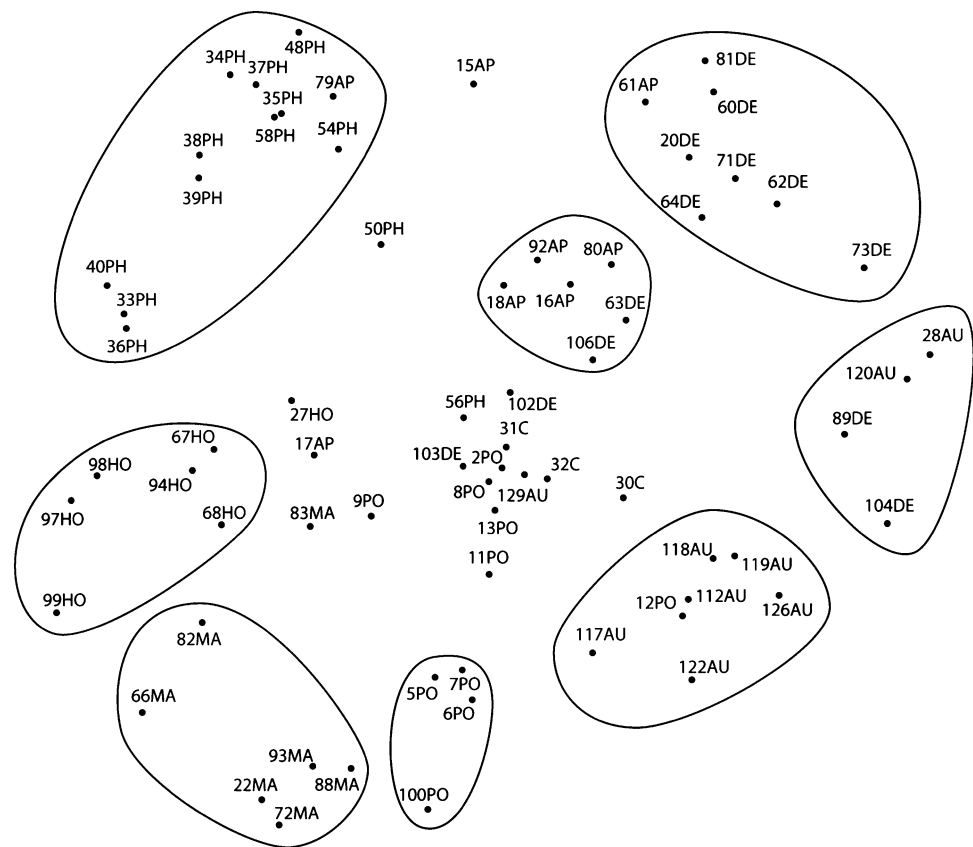 48PH
34PH
37PH
79AP
35PH
58PH
54PH
38PH
39PH
40PH
33PH
36PH
50PH
15AP
81DE
61AP
60DE
20DE
71DE
62DE
64DE
73DE
92AP
80AP
18AP
16AP
63DE
106DE
28AU
120AU
89DE
104DE
27HO
17AP
56PH
102DE
31C
103DE
2PO
32C
8PO
129AU
13PO
30C
9PO
83MA
11PO
67HO
98HO
94HO
97HO
68HO
99HO
118AU
119AU
112AU
12PO
126AU
117AU
122AU
82MA
66MA
93MA
88MA
22MA
72MA
5PO
7PO
6PO
100PO